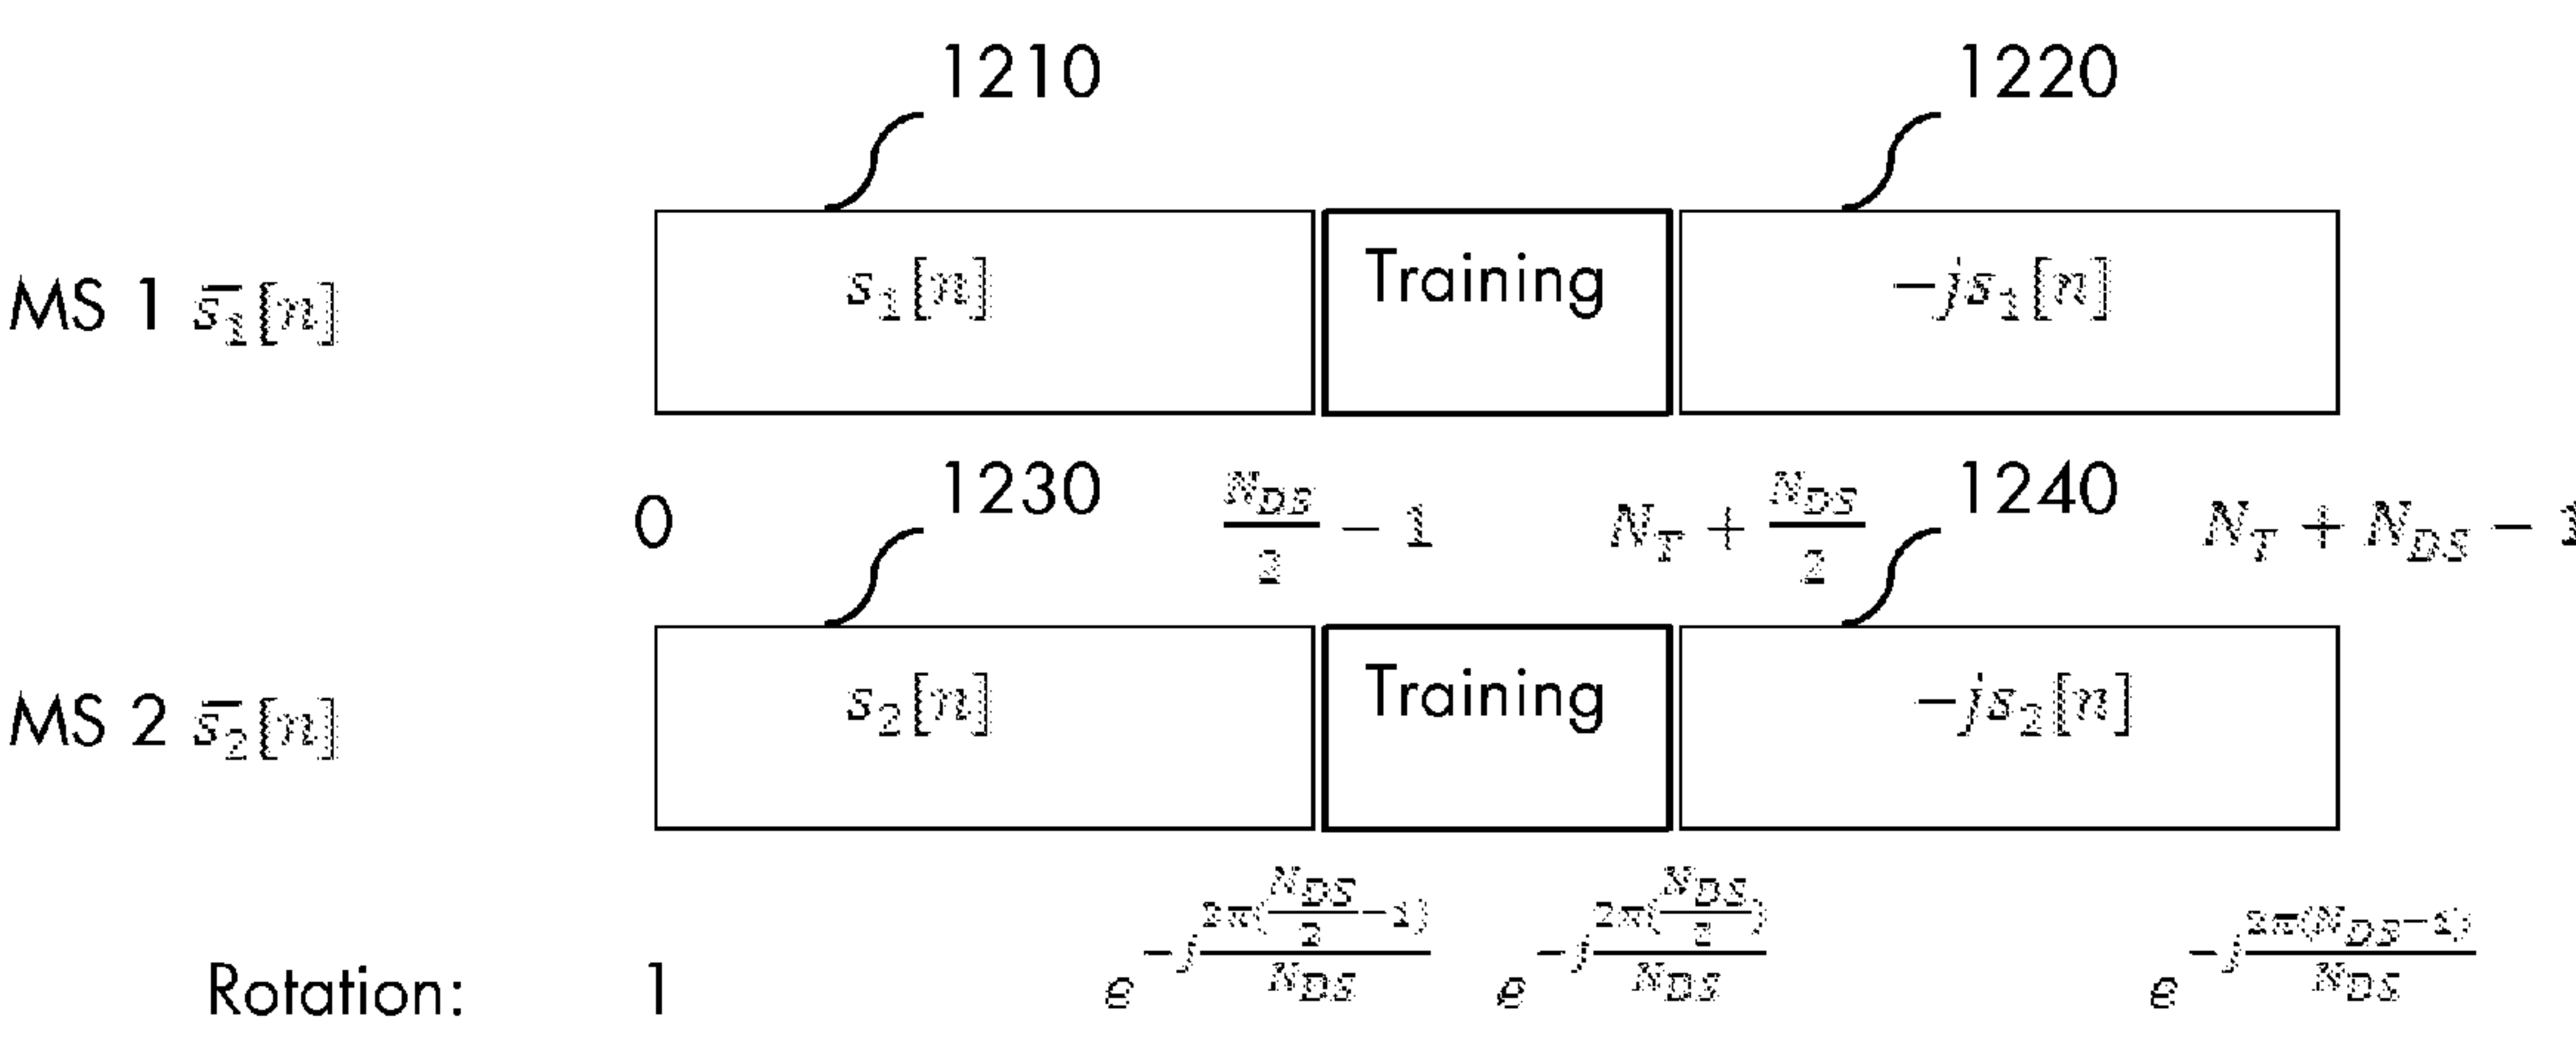 1210 1220
MS 1 s̄₁[n] s₁[n] Training −js₁[n]
0 1230 N_DS/2 − 1 N_T + N_DS/2 1240 N_T + N_DS − 1
MS 2 s̄₂[n] s₂[n] Training −js₂[n]
Rotation: 1 e^(−j2π(N_DS/2−1)/N_DS) e^(−j2π(N_DS/2)/N_DS) e^(−j2π(N_DS−1)/N_DS)